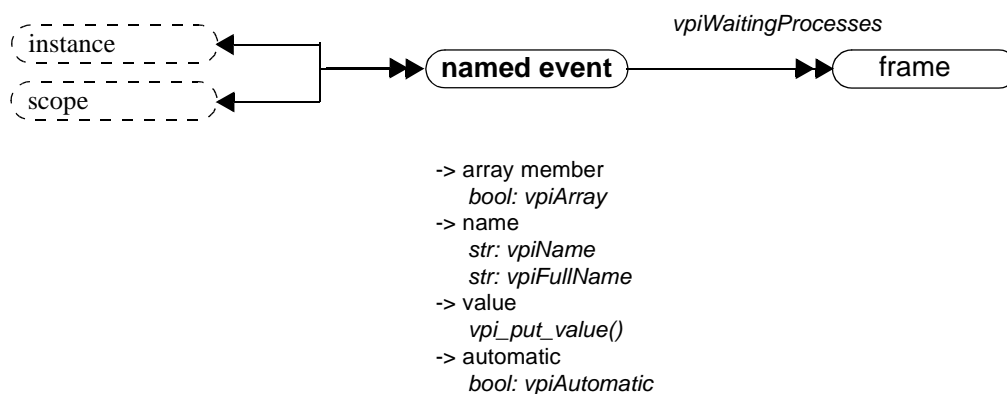 vpiWaitingProcesses
instance
named event
frame
scope
-> array member
bool: vpiArray
-> name
str: vpiName
str: vpiFullName
-> value
vpi_put_value()
-> automatic
bool: vpiAutomatic